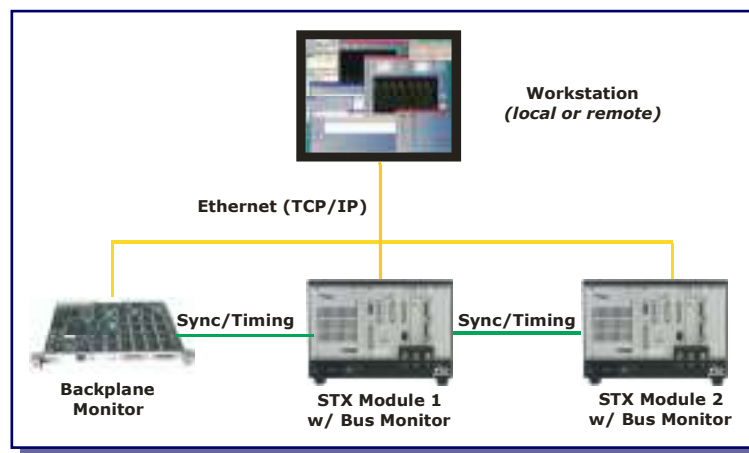 Workstation
(local or remote)
Ethernet (TCP/IP)
Sync/Timing
Sync/Timing
Backplane
Monitor
STX Module 1
w/ Bus Monitor
STX Module 2
w/ Bus Monitor